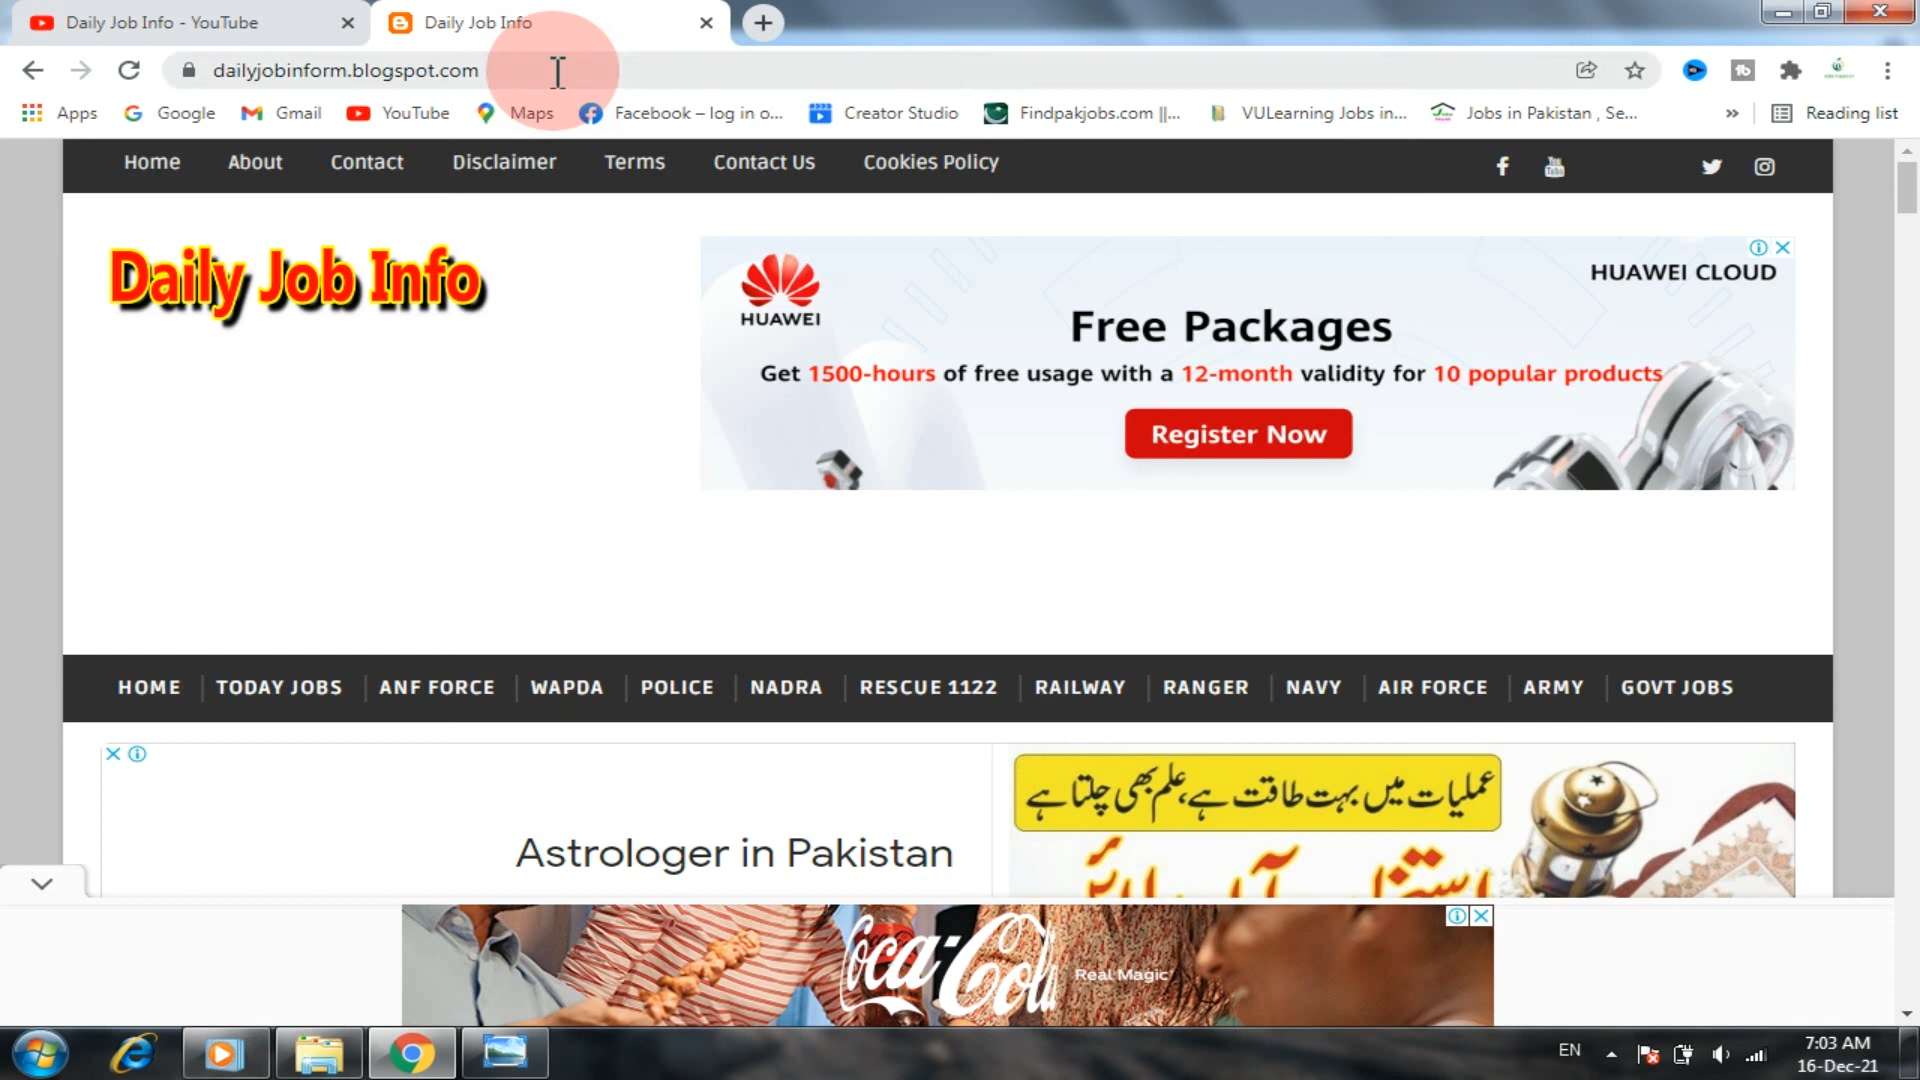 Daily Job Info - YouTube
Daily Job Info
dailyjobinform.blogspot.com
Apps
Google
Gmail
YouTube
Maps
Facebook – log in o...
Creator Studio
Findpakjobs.com ||...
VULearning Jobs in...
Jobs in Pakistan , Se...
»
Reading list
Home About Contact Disclaimer Terms Contact Us Cookies Policy
Daily Job Info
HUAWEI
HUAWEI CLOUD
Free Packages
Get 1500-hours of free usage with a 12-month validity for 10 popular products
Register Now
HOME TODAY JOBS ANF FORCE WAPDA POLICE NADRA RESCUE 1122 RAILWAY RANGER NAVY AIR FORCE ARMY GOVT JOBS
Astrologer in Pakistan
عملیات میں بہت طاقت ہے، علم بھی چلتا ہے
Coca-Cola
Real Magic
EN
7:03 AM
16-Dec-21